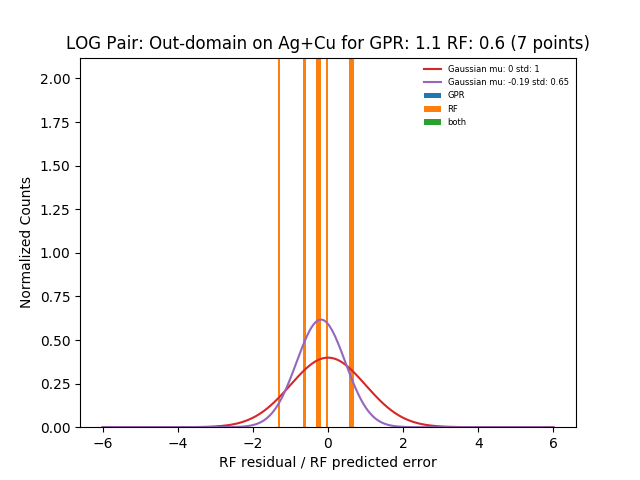 LOG Pair: Out-domain on Ag+Cu for GPR: 1.1 RF: 0.6 (7 points)
Gaussian mu: 0 std: 1
Gaussian mu: -0.19 std: 0.65
GPR
RF
both
Normalized Counts
2.00
1.75
1.50
1.25
1.00
0.75
0.50
0.25
0.00
−6 −4 −2 0 2 4 6
RF residual / RF predicted error